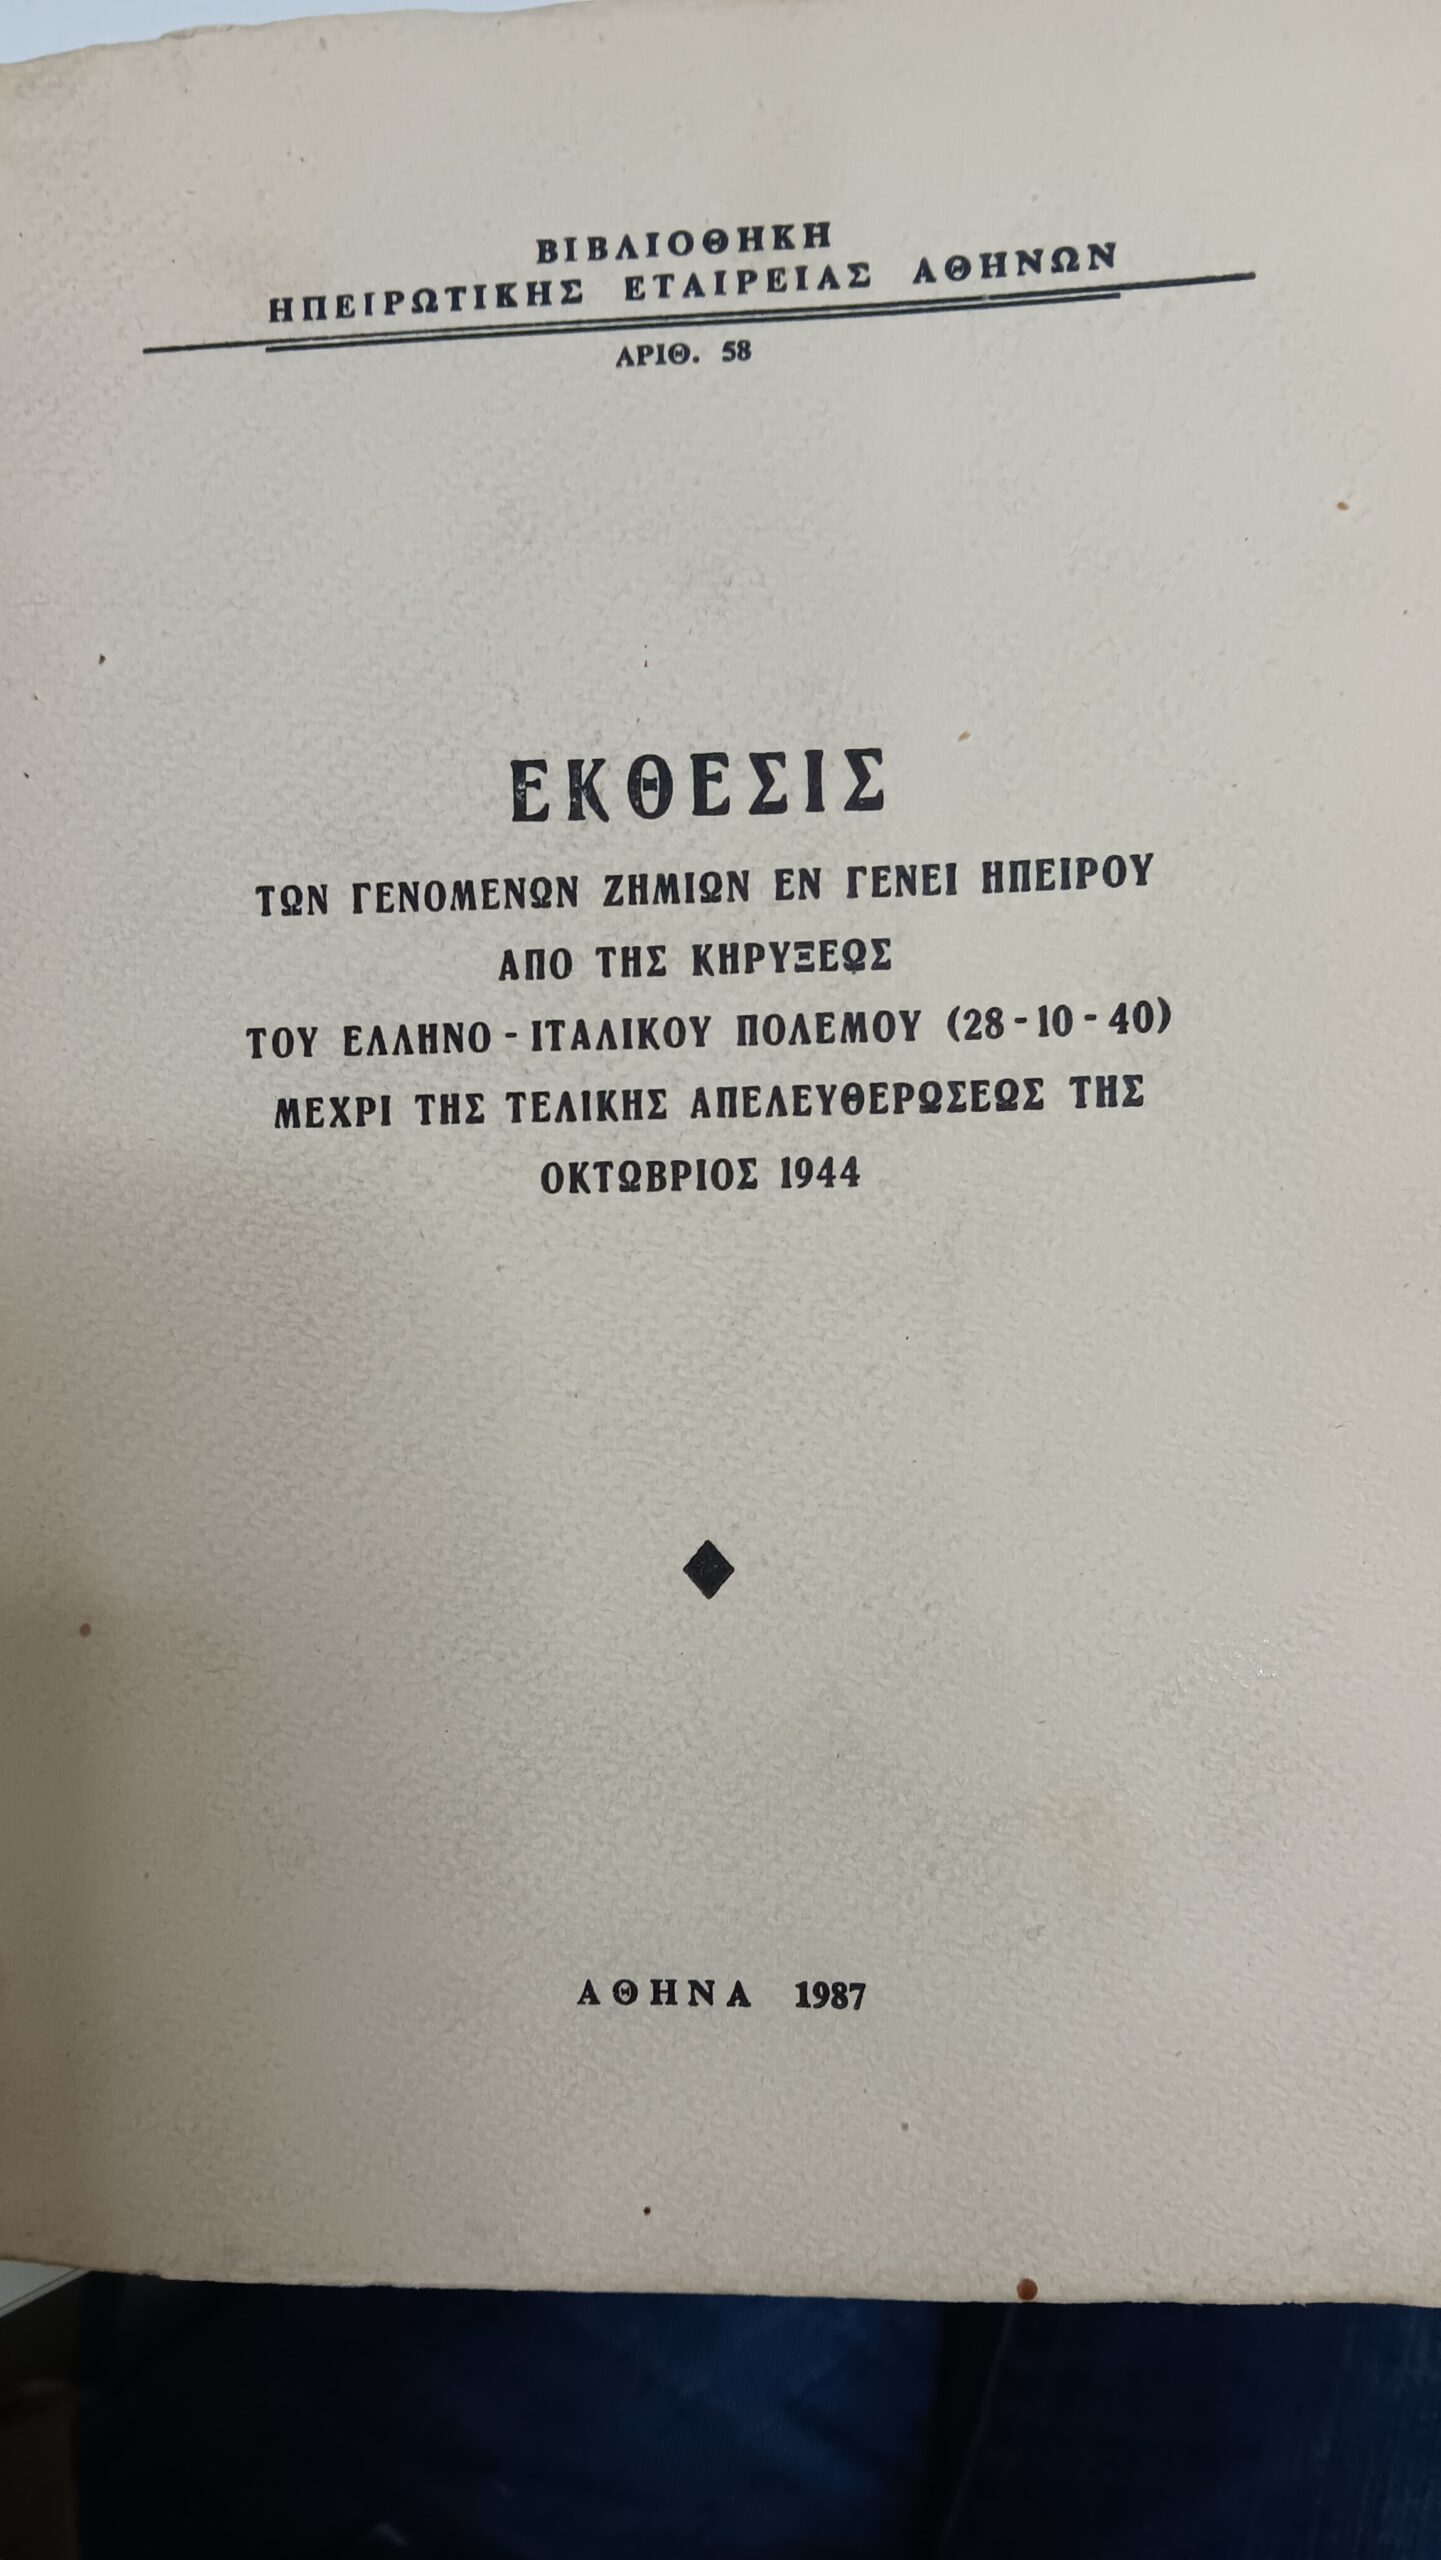 ΒΙΒΛΙΟΘΗΚΗ
ΗΠΕΙΡΩΤΙΚΗΣ ΕΤΑΙΡΕΙΑΣ ΑΘΗΝΩΝ
ΑΡΙΘ. 58
ΕΚΘΕΣΙΣ
ΤΩΝ ΓΕΝΟΜΕΝΩΝ ΖΗΜΙΩΝ ΕΝ ΓΕΝΕΙ ΗΠΕΙΡΟΥ
ΑΠΟ ΤΗΣ ΚΗΡΥΞΕΩΣ
ΤΟΥ ΕΛΛΗΝΟ - ΙΤΑΛΙΚΟΥ ΠΟΛΕΜΟΥ (28 - 10 - 40)
ΜΕΧΡΙ ΤΗΣ ΤΕΛΙΚΗΣ ΑΠΕΛΕΥΘΕΡΩΣΕΩΣ ΤΗΣ
ΟΚΤΩΒΡΙΟΣ 1944
ΑΘΗΝΑ 1987